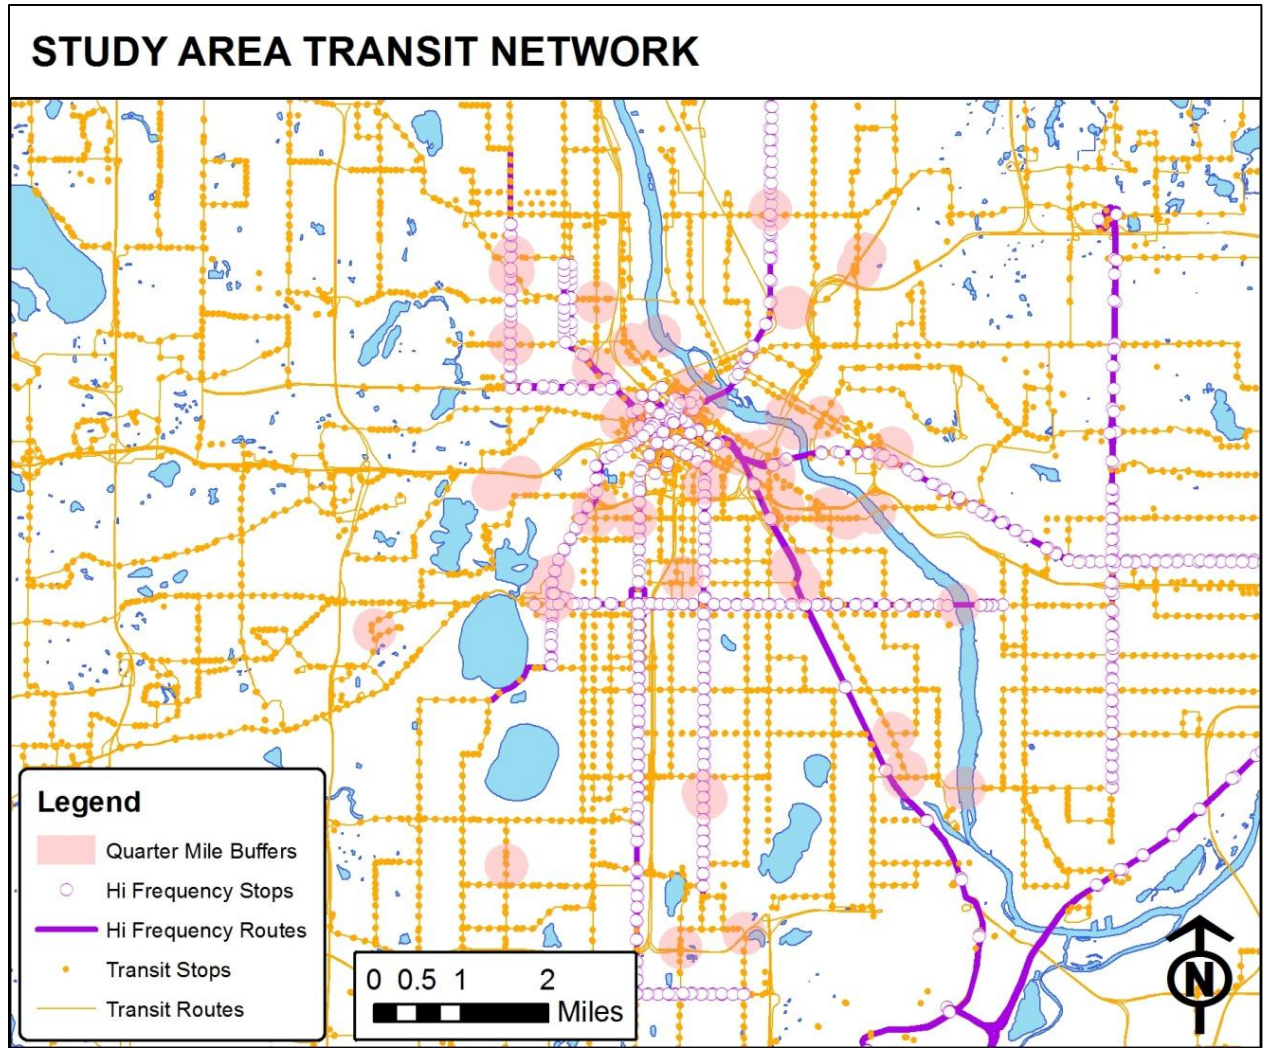 STUDY AREA TRANSIT NETWORK
Legend
Quarter Mile Buffers
Hi Frequency Stops
Hi Frequency Routes
Transit Stops
Transit Routes
0 0.5 1 2
Miles
N